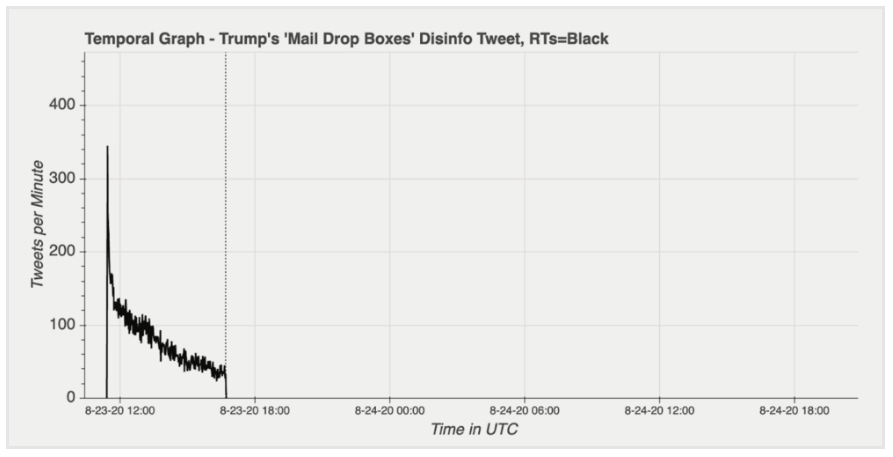 Temporal Graph - Trump's 'Mail Drop Boxes' Disinfo Tweet, RTs=Black
Tweets per Minute
400
300
200
100
0
8-23-20 12:00 8-23-20 18:00 8-24-20 00:00 8-24-20 06:00 8-24-20 12:00 8-24-20 18:00
Time in UTC